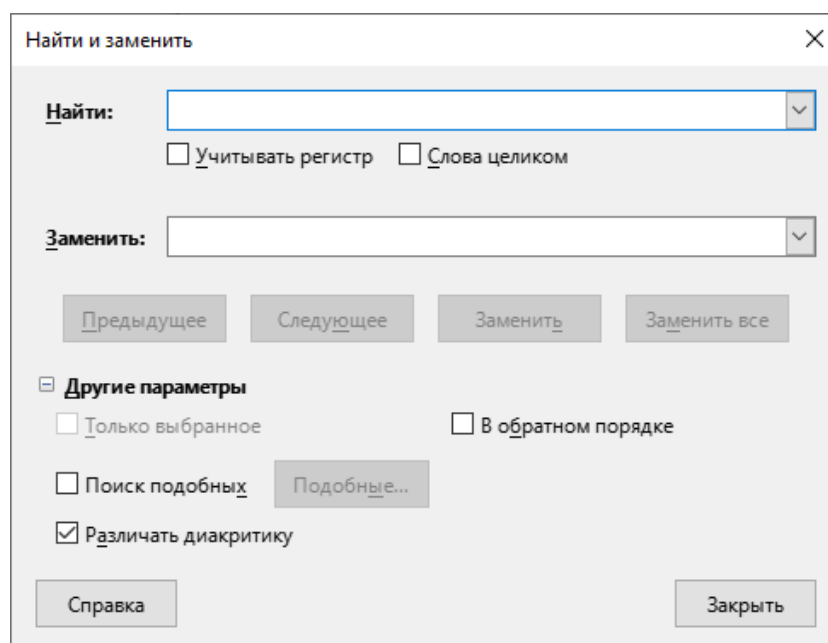 Найти и заменить
Найти:
Учитывать регистр Слова целиком
Заменить:
Предыдущее Следующее Заменить Заменить все
Другие параметры
Только выбранное В обратном порядке
Поиск подобных Подобные...
Различать диакритику
Справка Закрыть